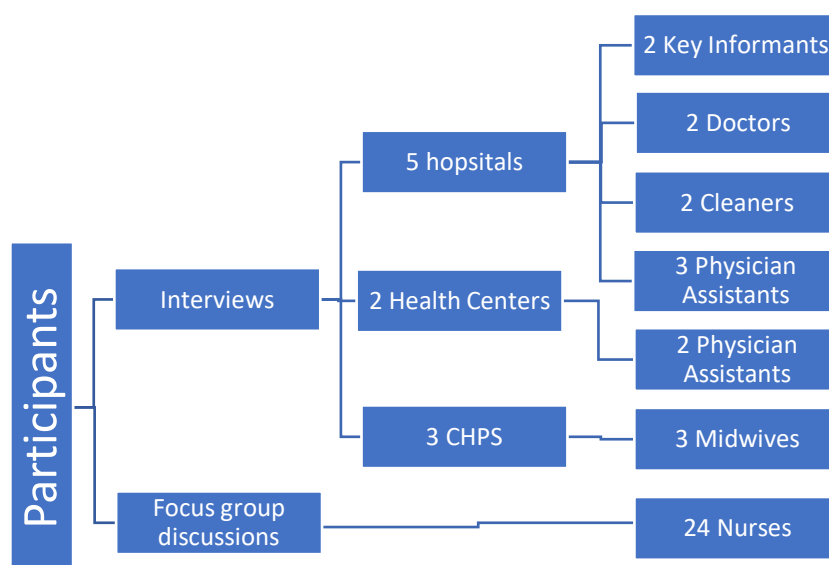 Participants
Interviews
Focus group
discussions
5 hopsitals
2 Health Centers
3 CHPS
2 Key Informants
2 Doctors
2 Cleaners
3 Physician
Assistants
2 Physician
Assistants
3 Midwives
24 Nurses